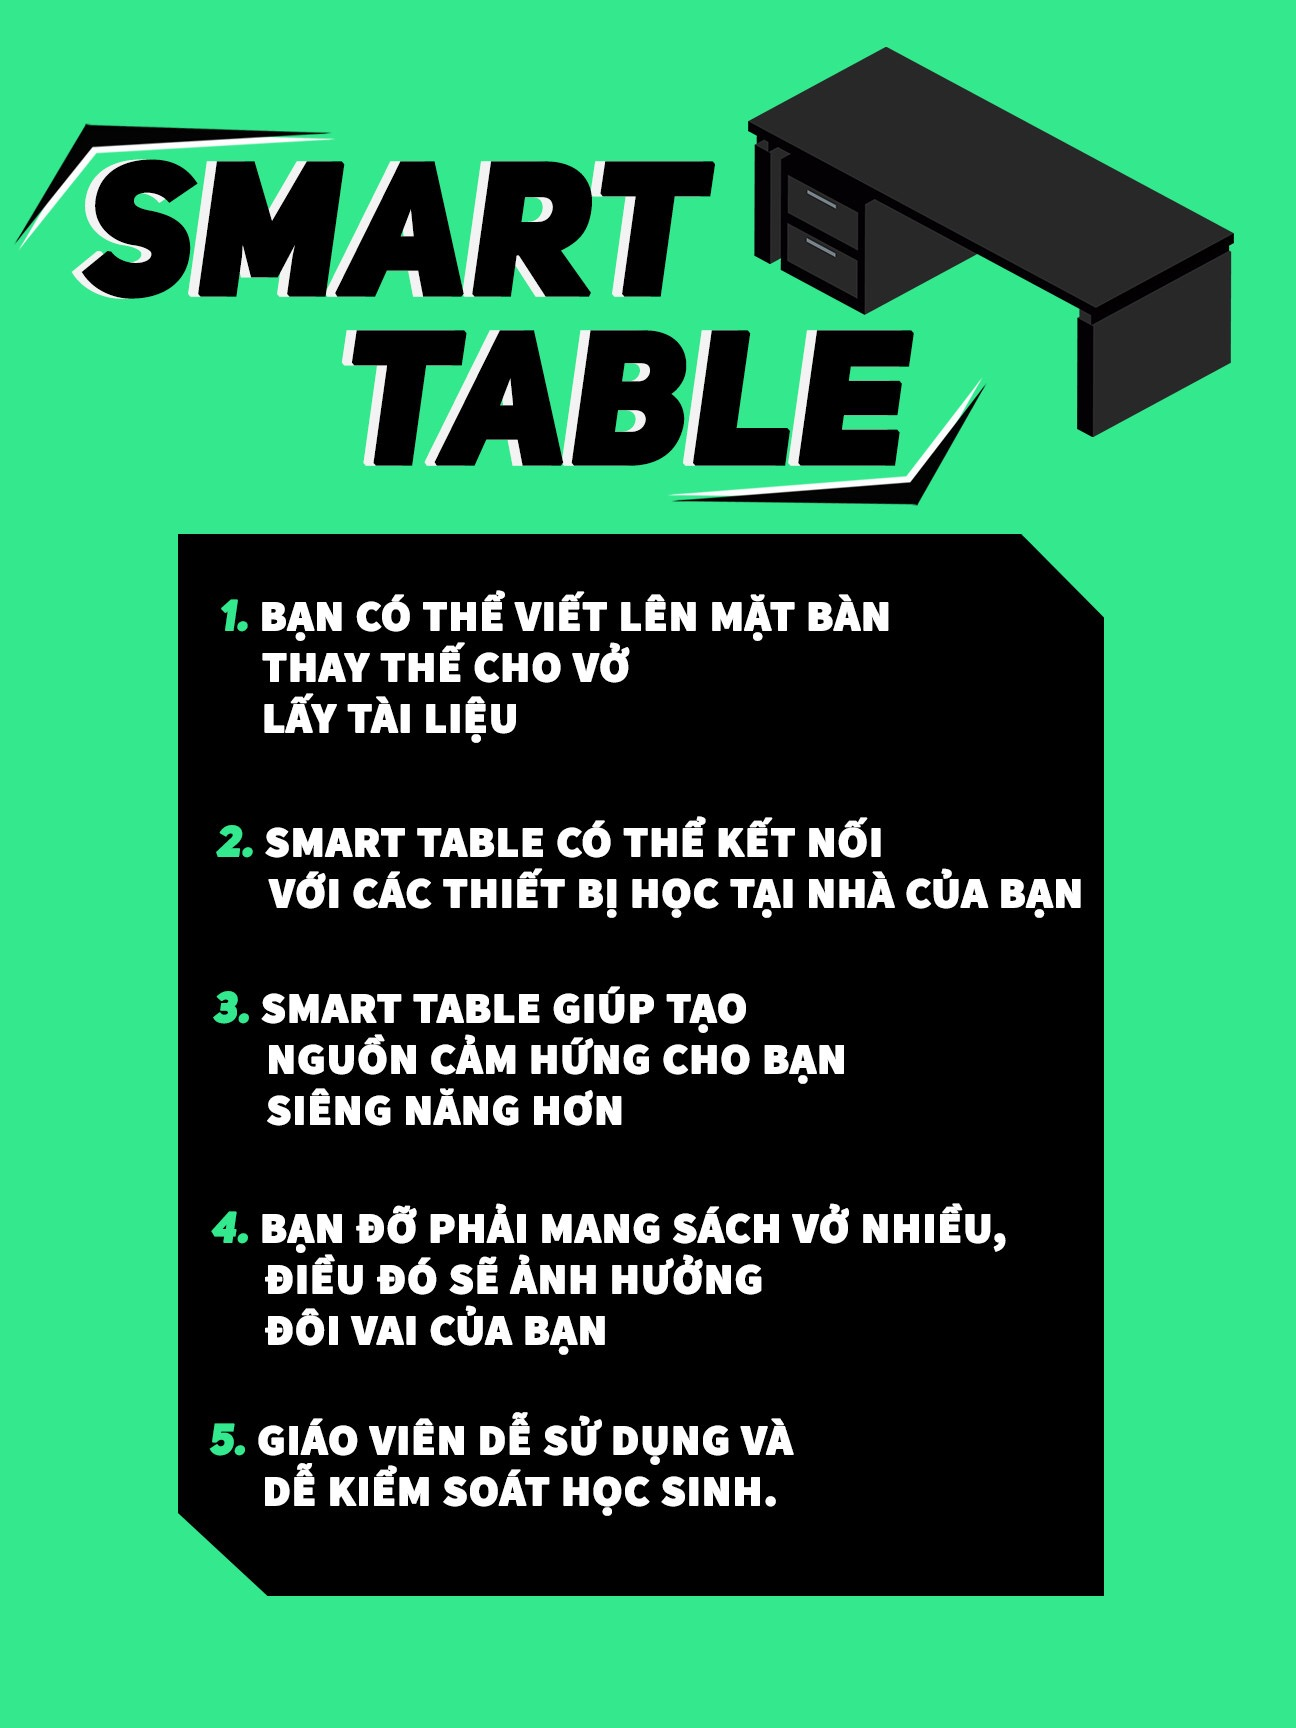 SMART
TABLE
1. BẠN CÓ THỂ VIẾT LÊN MẶT BÀN
THAY THẾ CHO VỞ
LẤY TÀI LIỆU
2. SMART TABLE CÓ THỂ KẾT NỐI
VỚI CÁC THIẾT BỊ HỌC TẠI NHÀ CỦA BẠN
3. SMART TABLE GIÚP TẠO
NGUỒN CẢM HỨNG CHO BẠN
SIÊNG NĂNG HƠN
4. BẠN ĐỠ PHẢI MANG SÁCH VỞ NHIỀU,
ĐIỀU ĐÓ SẼ ẢNH HƯỞNG
ĐÔI VAI CỦA BẠN
5. GIÁO VIÊN DỄ SỬ DỤNG VÀ
DỄ KIỂM SOÁT HỌC SINH.